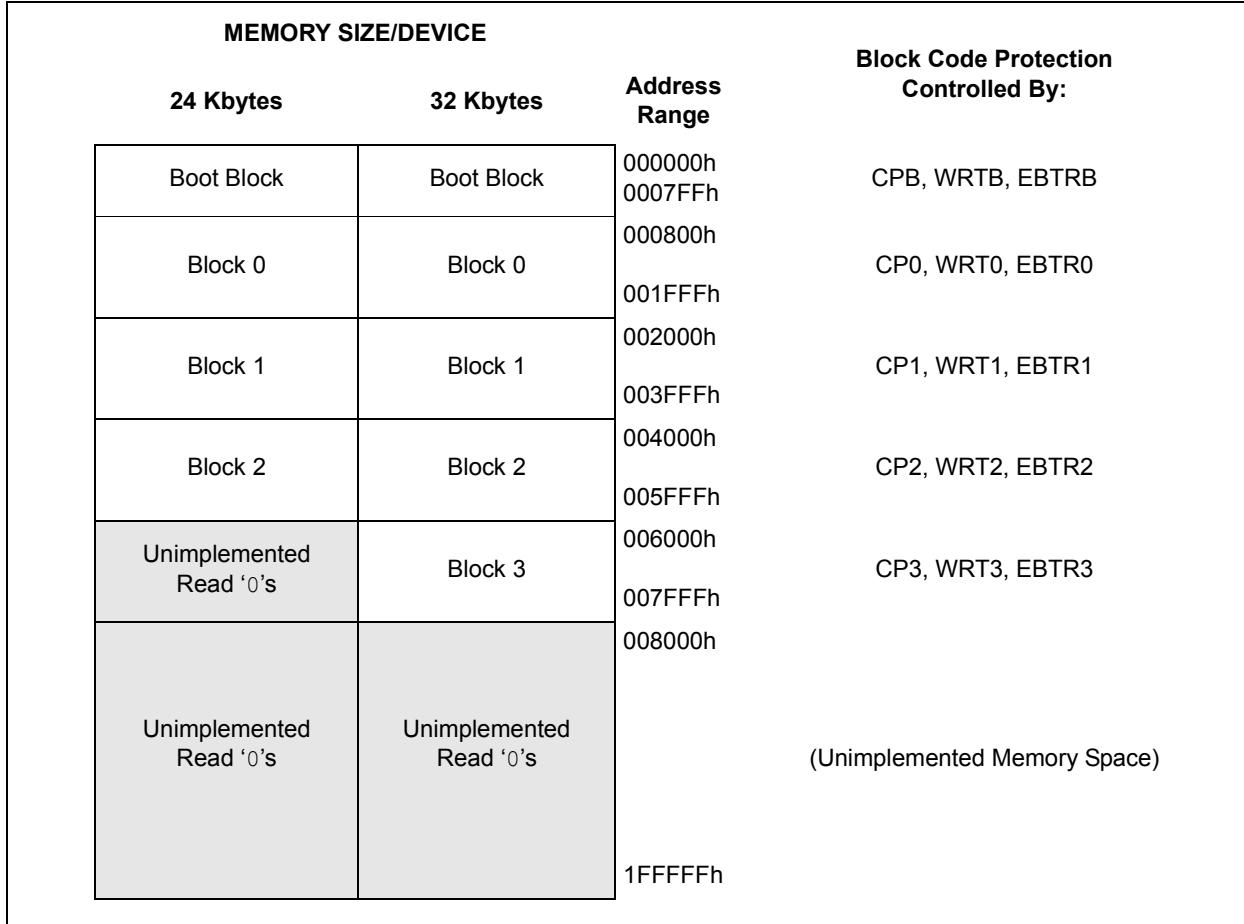 MEMORY SIZE/DEVICE
Block Code Protection
Controlled By:
24 Kbytes 32 Kbytes Address
Range
Boot Block Boot Block 000000h
0007FFh CPB, WRTB, EBTRB
000800h
Block 0 Block 0 CP0, WRT0, EBTR0
001FFFh
002000h
Block 1 Block 1 CP1, WRT1, EBTR1
003FFFh
004000h
Block 2 Block 2 CP2, WRT2, EBTR2
005FFFh
006000h
Unimplemented
Read ‘0’s Block 3 CP3, WRT3, EBTR3
007FFFh
008000h
Unimplemented
Read ‘0’s
Unimplemented
Read ‘0’s
(Unimplemented Memory Space)
1FFFFFh